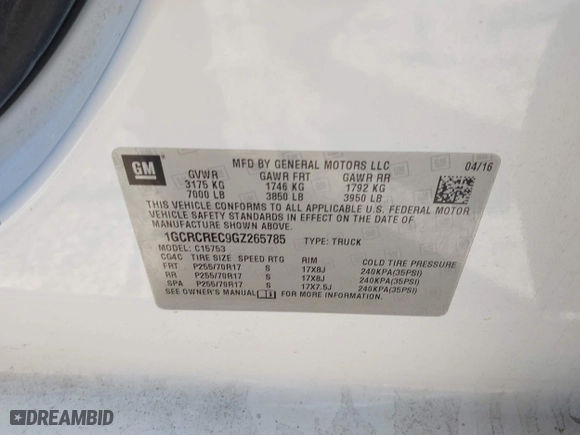 GM
MFD BY GENERAL MOTORS LLC 04/16
GVWR GAWR FRT GAWR RR
3175 KG 1746 KG 1792 KG
7000 LB 3850 LB 3950 LB
THIS VEHICLE CONFORMS TO ALL APPLICABLE U.S. FEDERAL MOTOR
VEHICLE SAFETY STANDARDS IN EFFECT ON THE DATE OF
MANUFACTURE SHOWN ABOVE.
1GCRCREC9GZ265785 TYPE: TRUCK
MODEL: C15753
CG4C TIRE SIZE SPEED RTG RIM COLD TIRE PRESSURE
FRT P255/70R17 S 17X8J 240KPA(35PSI)
RR P255/70R17 S 17X8J 240KPA(35PSI)
SPA P255/70R17 S 17X7.5J 240KPA(35PSI)
SEE OWNER'S MANUAL FOR MORE INFORMATION.
DREAMBID